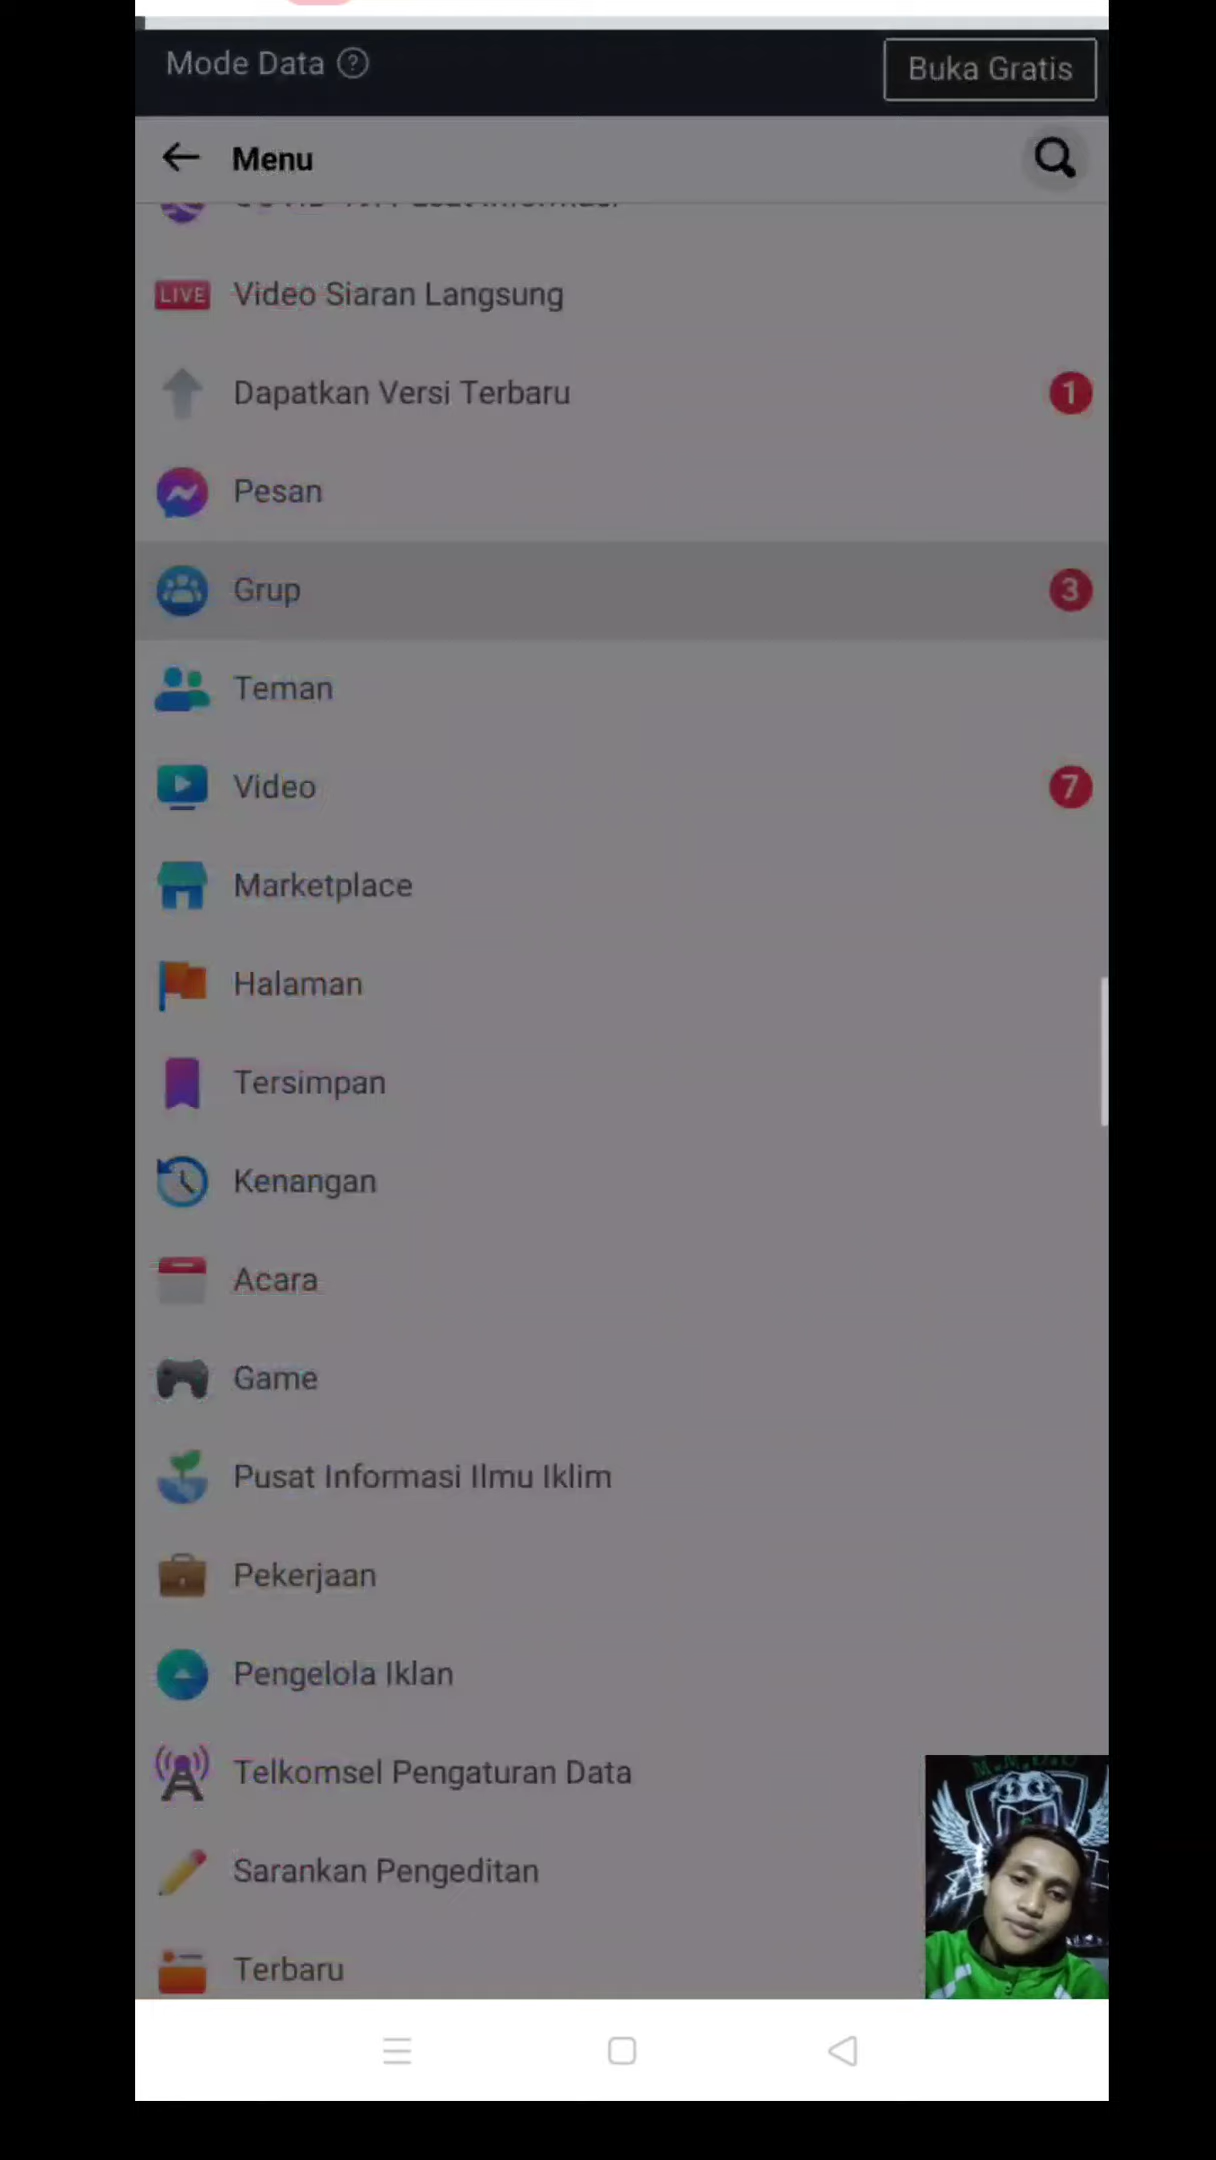 Mode Data ?
Buka Gratis
Menu
LIVE Video Siaran Langsung
Dapatkan Versi Terbaru 1
Pesan
Grup 3
Teman
Video 7
Marketplace
Halaman
Tersimpan
Kenangan
Acara
Game
Pusat Informasi Ilmu Iklim
Pekerjaan
Pengelola Iklan
Telkomsel Pengaturan Data
Sarankan Pengeditan
Terbaru